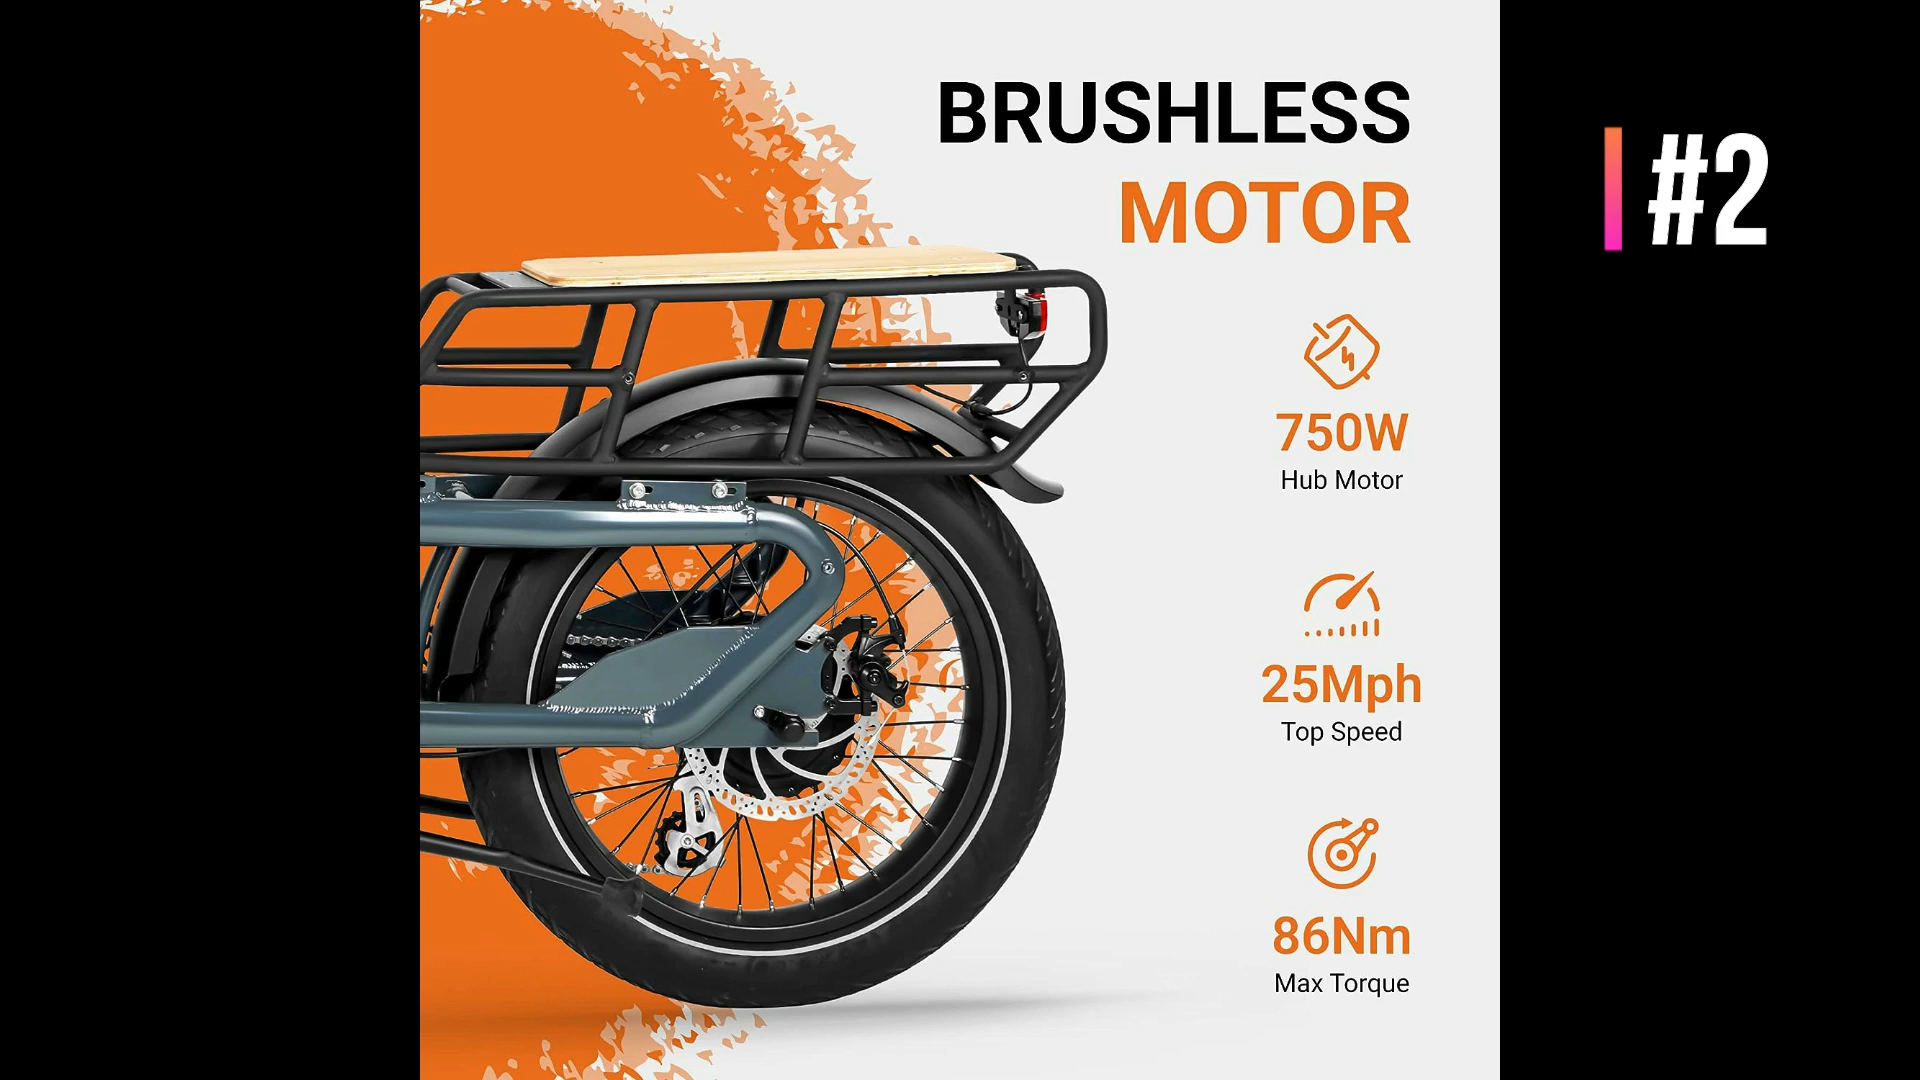 BRUSHLESS
MOTOR
#2
750W
Hub Motor
25Mph
Top Speed
86Nm
Max Torque